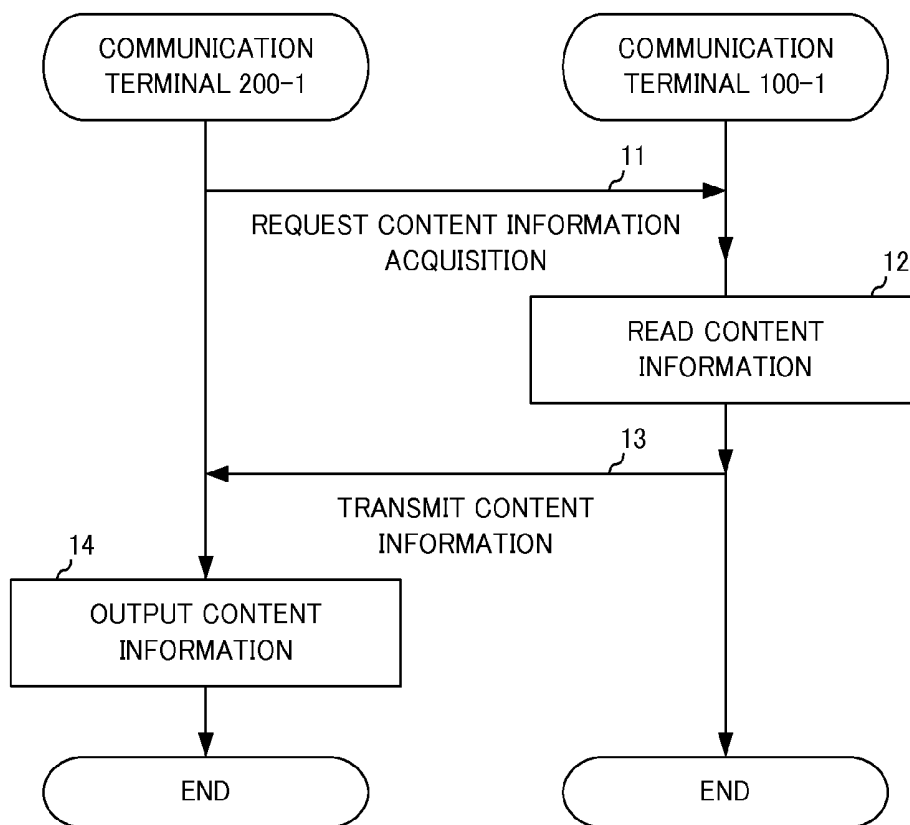 COMMUNICATION
TERMINAL 200-1
COMMUNICATION
TERMINAL 100-1
11
REQUEST CONTENT INFORMATION
ACQUISITION
12
READ CONTENT
INFORMATION
13
TRANSMIT CONTENT
INFORMATION
14
OUTPUT CONTENT
INFORMATION
END
END